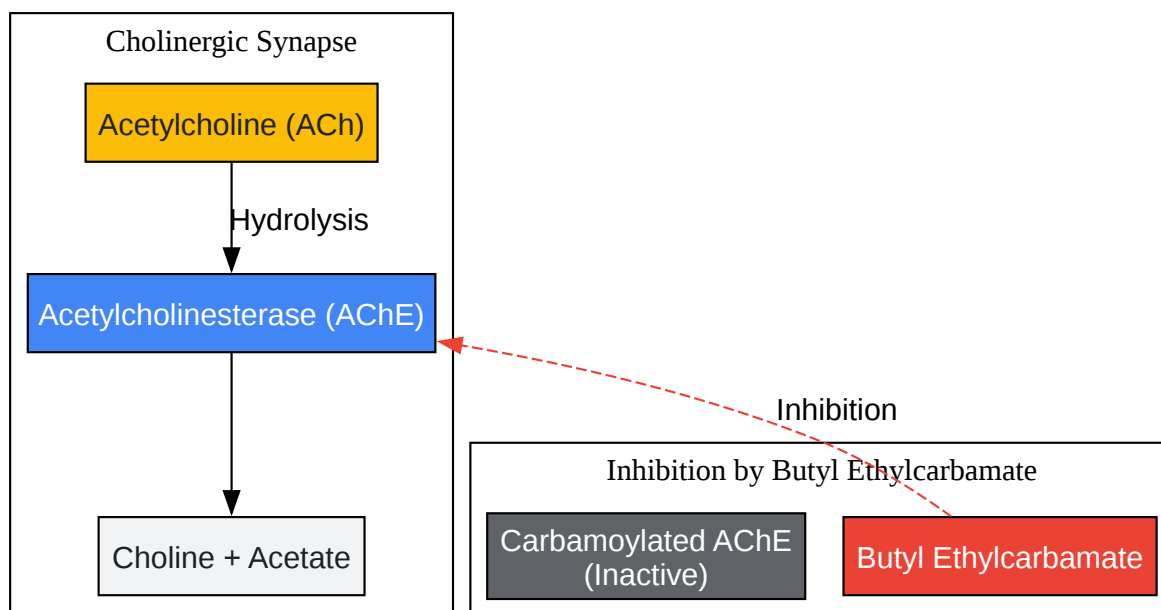 Cholinergic Synapse
Acetylcholine (ACh)
Hydrolysis
Acetylcholinesterase (AChE)
Choline + Acetate
Inhibition
Inhibition by Butyl Ethylcarbamate
Carbamoylated AChE
(Inactive)
Butyl Ethylcarbamate